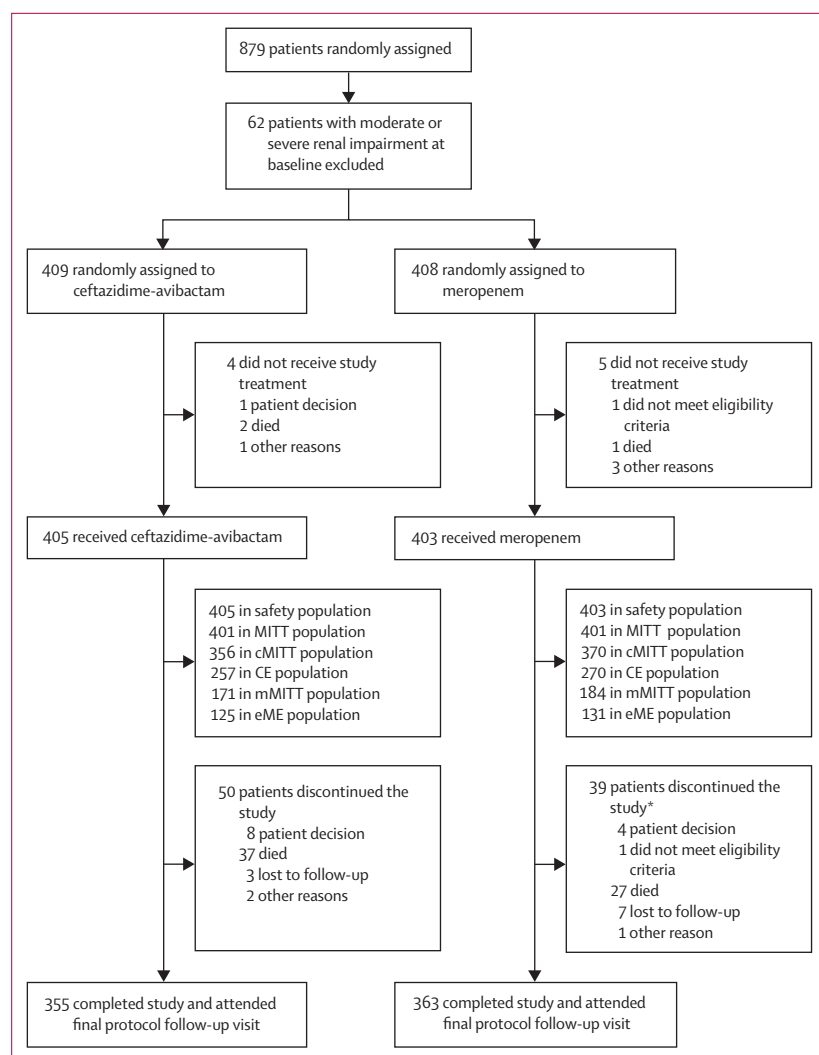 879 patients randomly assigned
62 patients with moderate or
severe renal impairment at
baseline excluded
409 randomly assigned to
ceftazidime-avibactam
408 randomly assigned to
meropenem
4 did not receive study
treatment
1 patient decision
2 died
1 other reasons
5 did not receive study
treatment
1 did not meet eligibility
criteria
1 died
3 other reasons
405 received ceftazidime-avibactam
403 received meropenem
405 in safety population
401 in MITT population
356 in cMITT population
257 in CE population
171 in mMITT population
125 in eME population
403 in safety population
401 in MITT population
370 in cMITT population
270 in CE population
184 in mMITT population
131 in eME population
50 patients discontinued the
study
8 patient decision
37 died
3 lost to follow-up
2 other reasons
39 patients discontinued the
study*
4 patient decision
1 did not meet eligibility
criteria
27 died
7 lost to follow-up
1 other reason
355 completed study and attended
final protocol follow-up visit
363 completed study and attended
final protocol follow-up visit